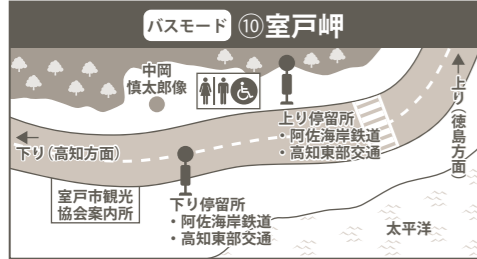 バスモード ⑩室戸岬
中岡
慎太郎像
上り（徳島方面）
上り停留所
・阿佐海岸鉄道
・高知東部交通
下り（高知方面）
室戸市観光
協会案内所
下り停留所
・阿佐海岸鉄道
・高知東部交通
太平洋